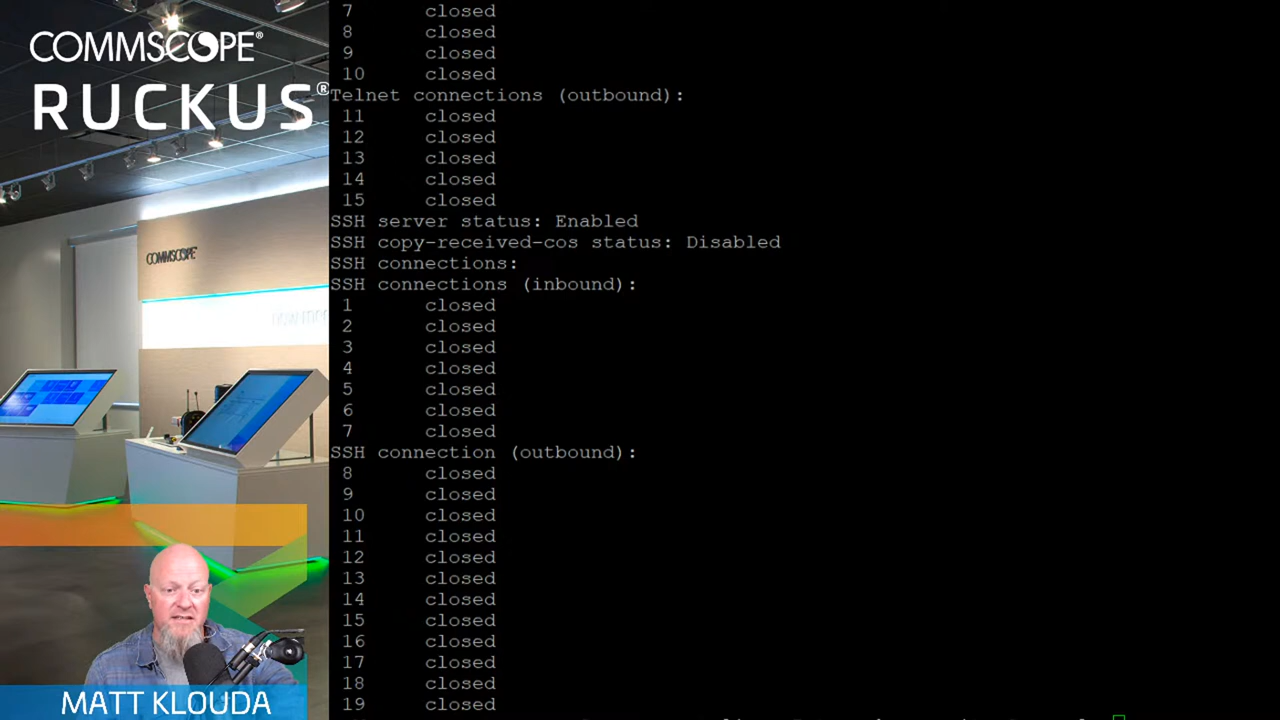 COMMSCOPE®
RUCKUS®
COMMSCOPE
MATT KLOUDA
7 closed
8 closed
9 closed
10 closed
Telnet connections (outbound):
11 closed
12 closed
13 closed
14 closed
15 closed
SSH server status: Enabled
SSH copy-received-cos status: Disabled
SSH connections:
SSH connections (inbound):
1 closed
2 closed
3 closed
4 closed
5 closed
6 closed
7 closed
SSH connection (outbound):
8 closed
9 closed
10 closed
11 closed
12 closed
13 closed
14 closed
15 closed
16 closed
17 closed
18 closed
19 closed